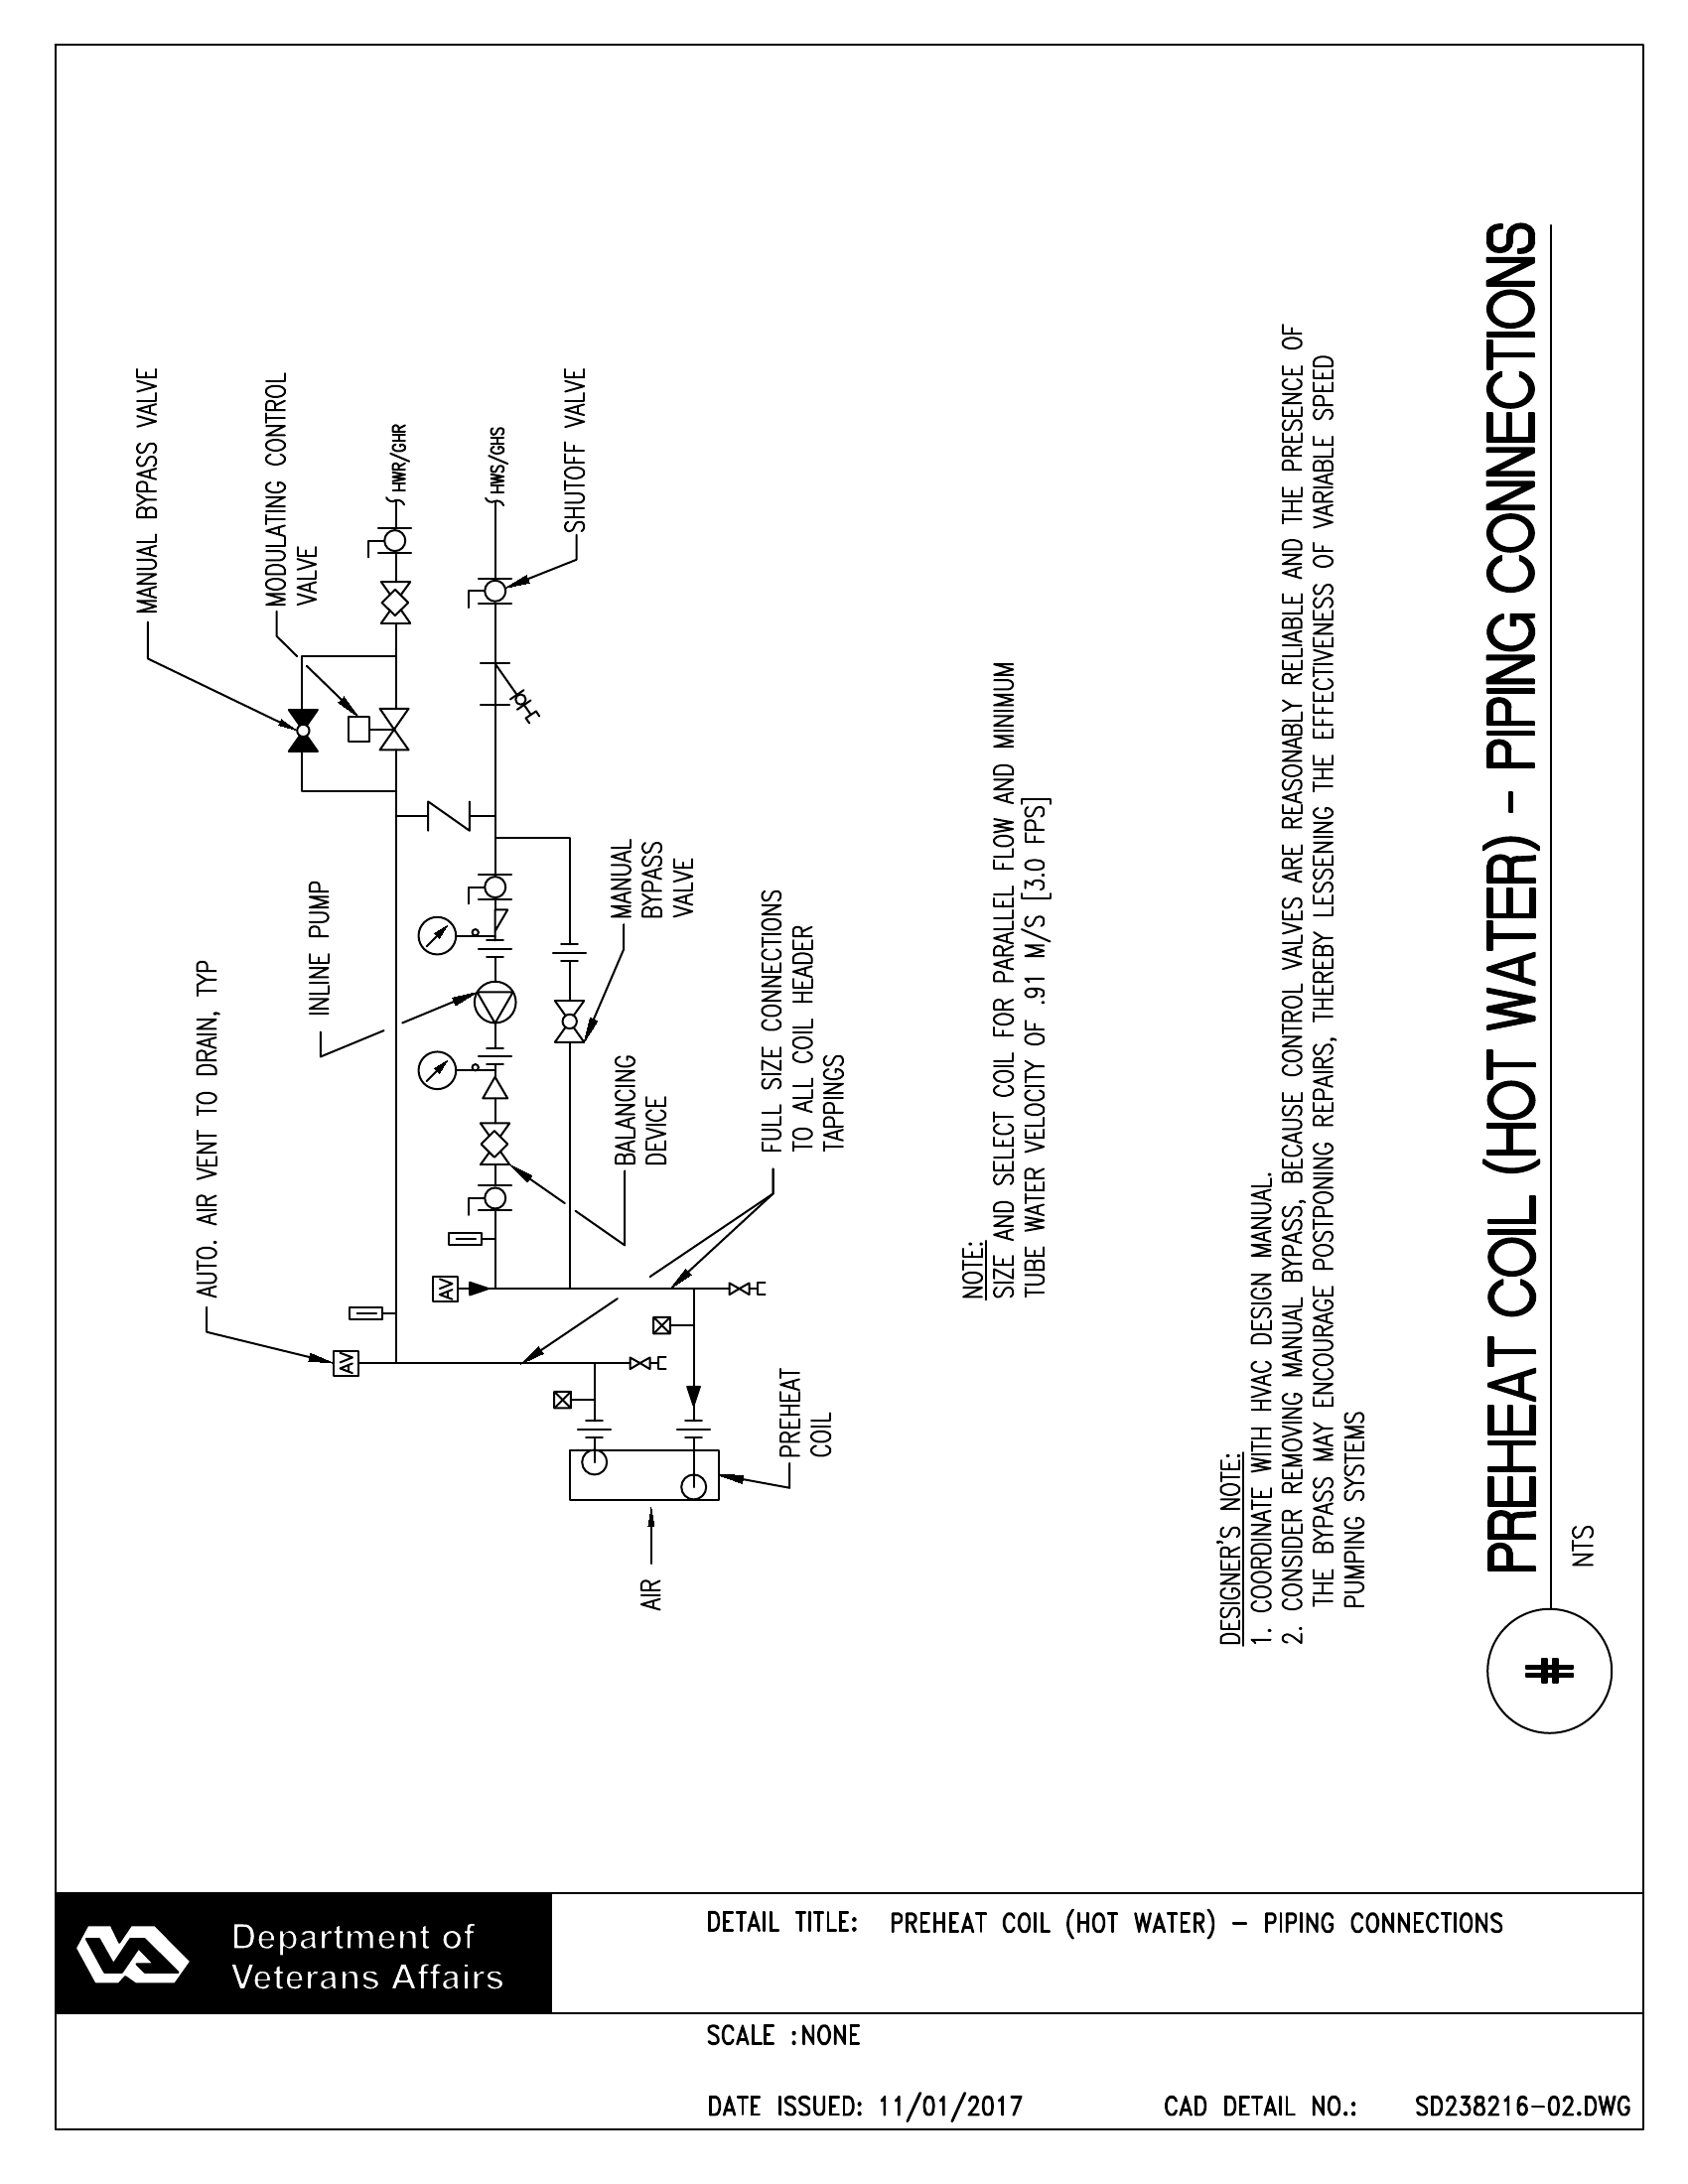 MANUAL BYPASS VALVE
MODULATING CONTROL
VALVE
HWR/GHR
HWS/GHS
SHUTOFF VALVE
AUTO. AIR VENT TO DRAIN, TYP
INLINE PUMP
MANUAL
BYPASS
VALVE
BALANCING
DEVICE
FULL SIZE CONNECTIONS
TO ALL COIL HEADER
TAPPINGS
AV
AV
PREHEAT
COIL
AIR
NOTE:
SIZE AND SELECT COIL FOR PARALLEL FLOW AND MINIMUM
TUBE WATER VELOCITY OF .91 M/S [3.0 FPS]
DESIGNER'S NOTE:
1. COORDINATE WITH HVAC DESIGN MANUAL.
2. CONSIDER REMOVING MANUAL BYPASS, BECAUSE CONTROL VALVES ARE REASONABLY RELIABLE AND THE PRESENCE OF
THE BYPASS MAY ENCOURAGE POSTPONING REPAIRS, THEREBY LESSENING THE EFFECTIVENESS OF VARIABLE SPEED
PUMPING SYSTEMS
# PREHEAT COIL (HOT WATER) - PIPING CONNECTIONS
NTS
VA
Department of
Veterans Affairs
DETAIL TITLE: PREHEAT COIL (HOT WATER) - PIPING CONNECTIONS
SCALE :NONE
DATE ISSUED: 11/01/2017 CAD DETAIL NO.: SD238216-02.DWG